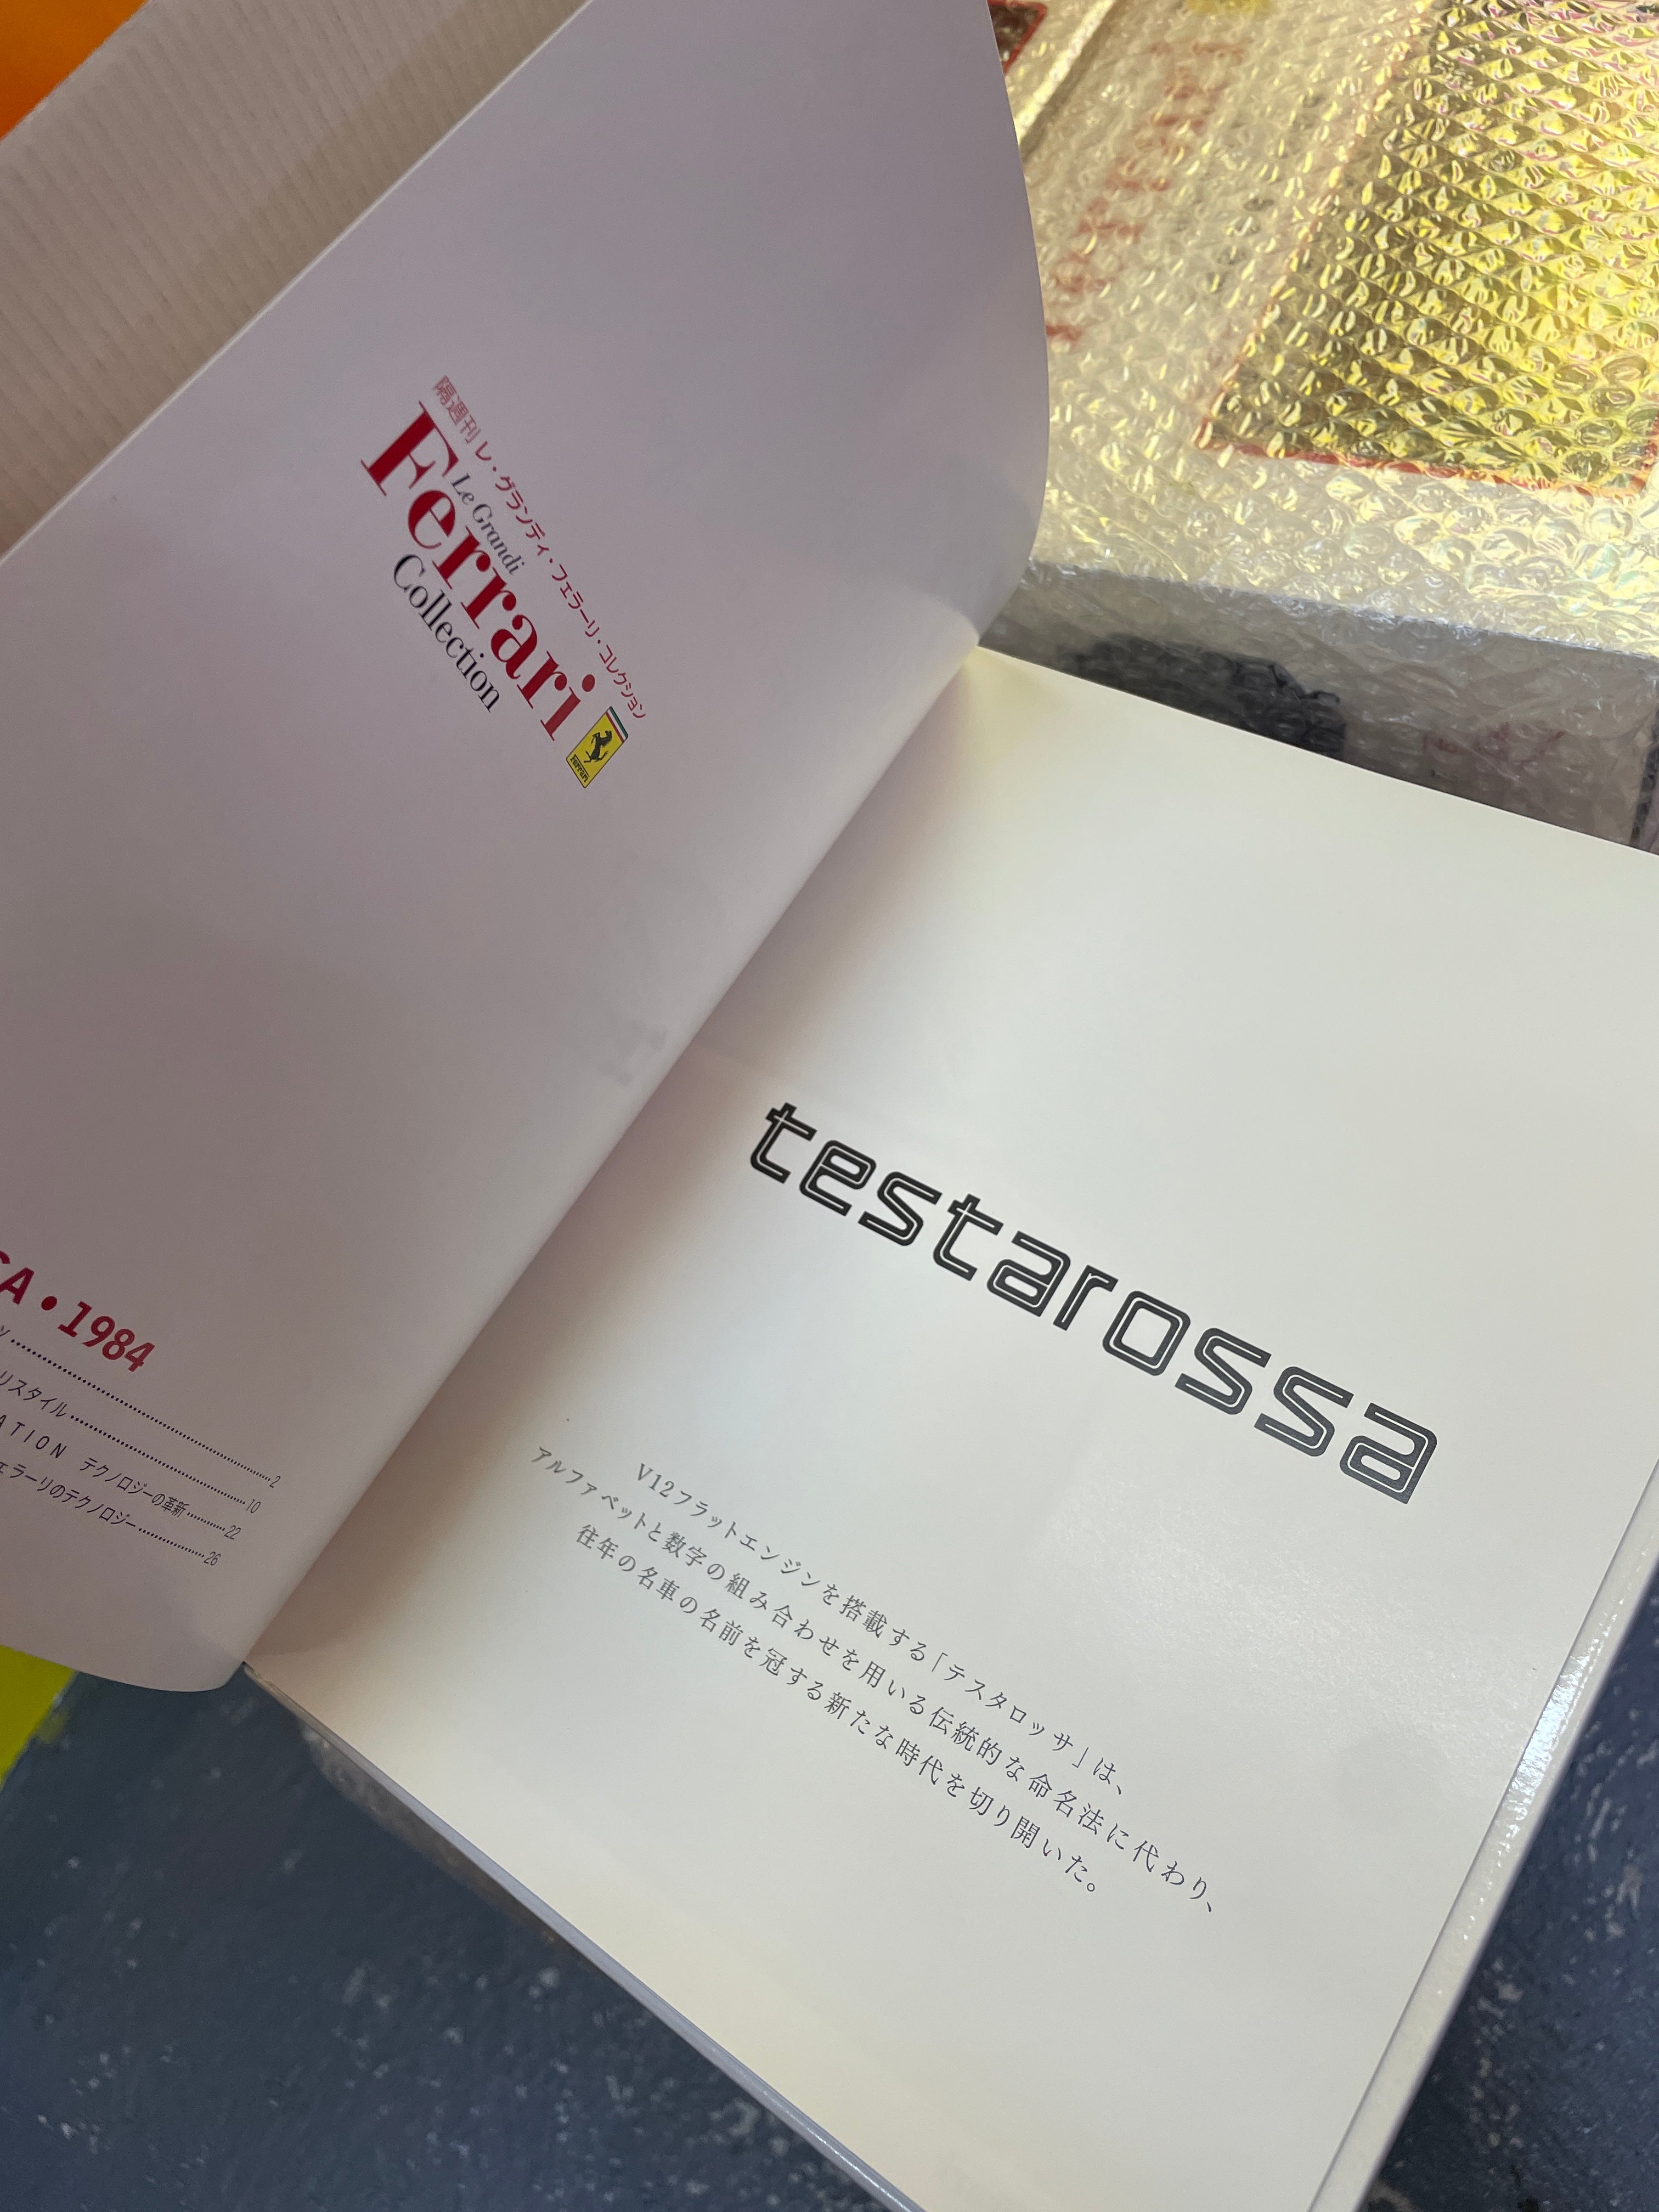 隔週刊 レ・グランディ・フェラーリ・コレクション
Le Grandi
Ferrari
Collection
Ferrari
SA•1984
ツ 2
リスタイル 10
ATION テクノロジーの革新 22
ェラーリのテクノロジー 26
testarossa
V12フラットエンジンを搭載する「テスタロッサ」は、
アルファベットと数字の組み合わせを用いる伝統的な命名法に代わり、
往年の名車の名前を冠する新たな時代を切り開いた。